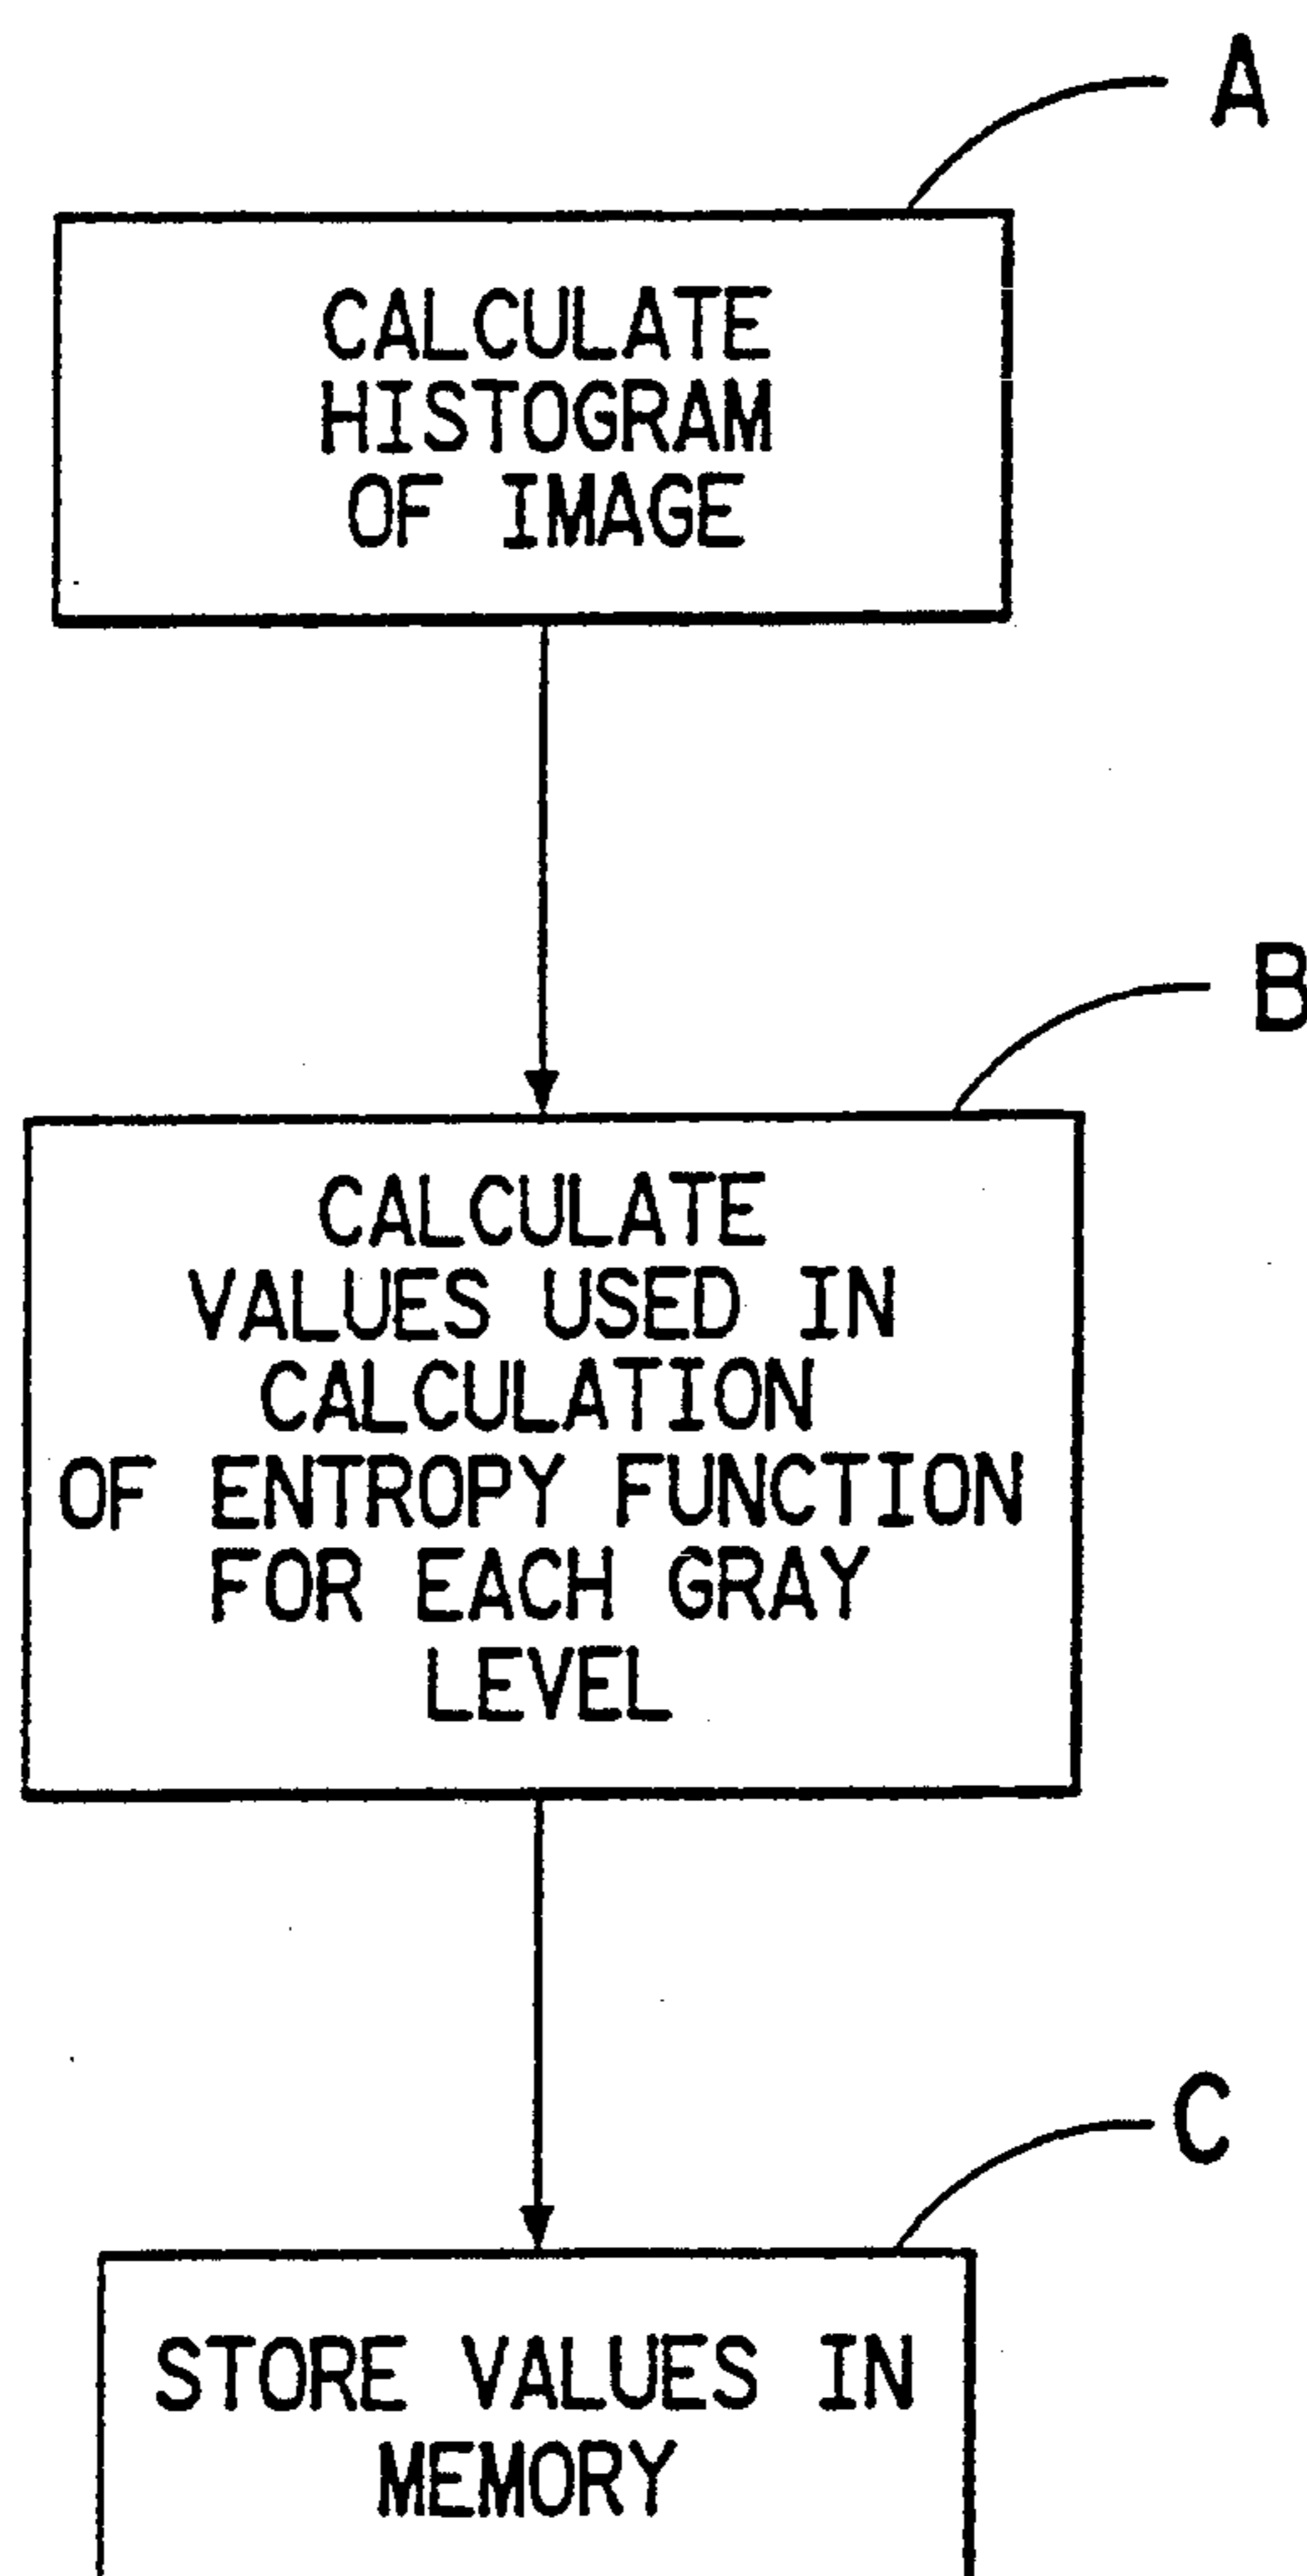 A
CALCULATE
HISTOGRAM
OF IMAGE
B
CALCULATE
VALUES USED IN
CALCULATION
OF ENTROPY FUNCTION
FOR EACH GRAY
LEVEL
C
STORE VALUES IN
MEMORY